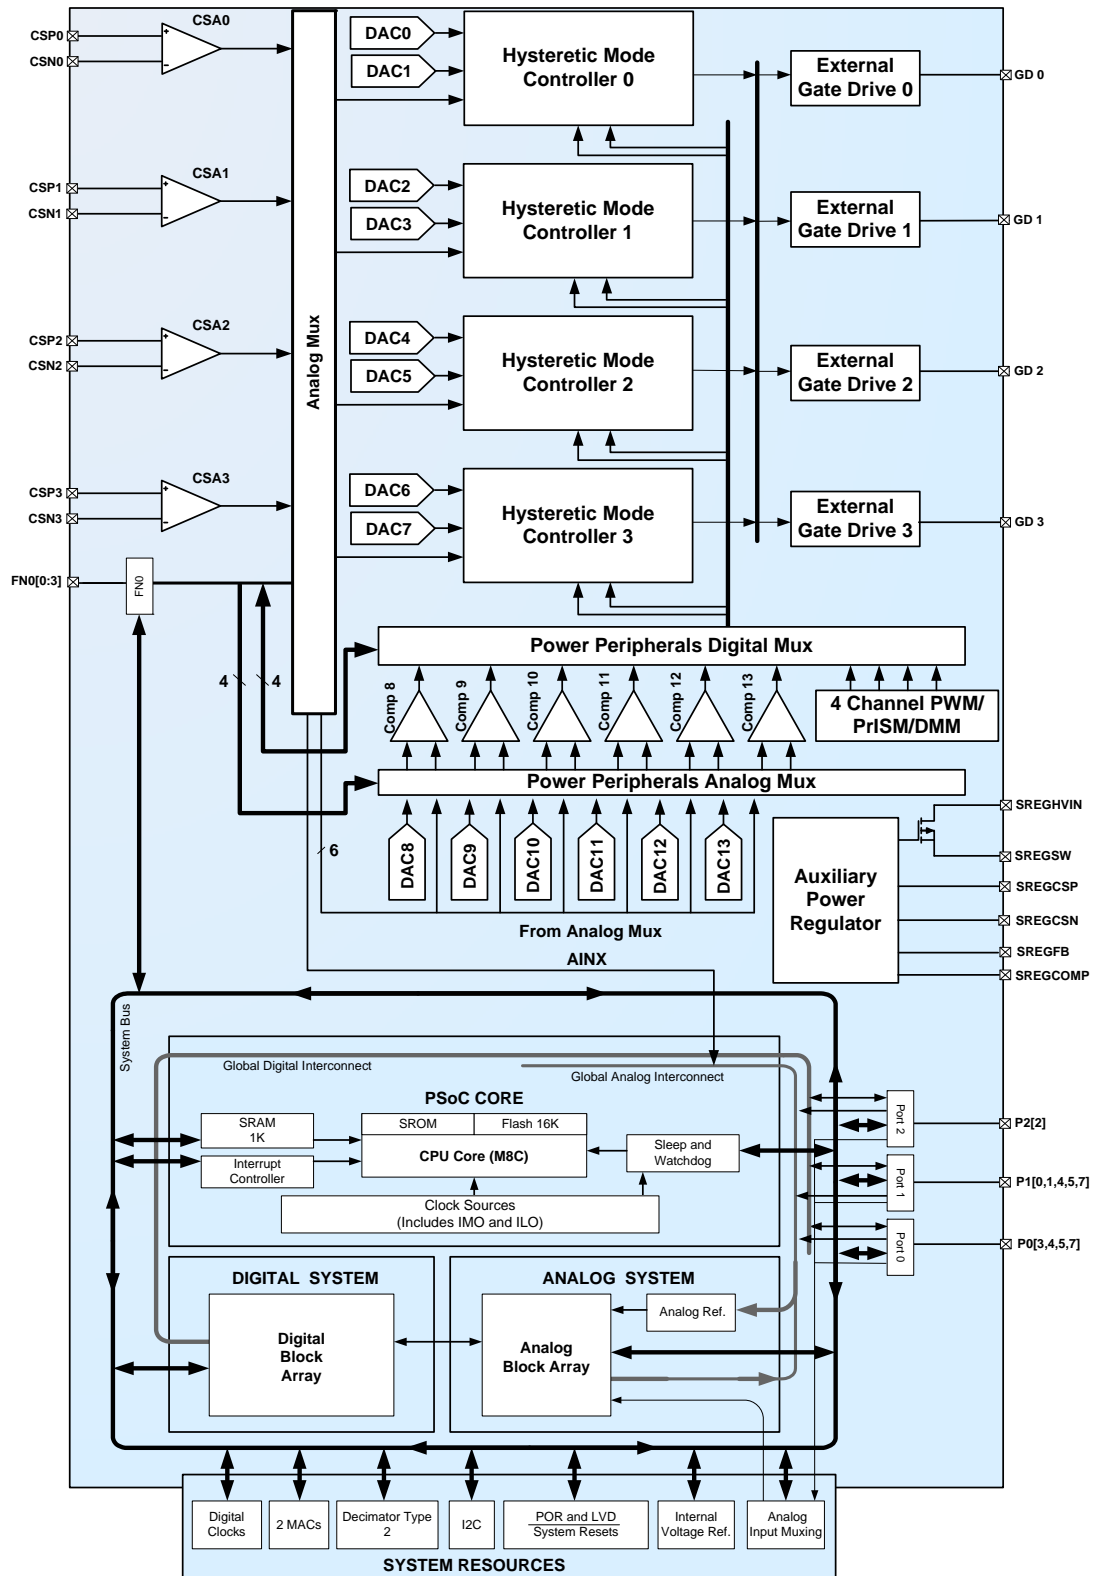 CSP0
CSN0
CSA0
DAC0
DAC1
Hysteretic Mode
Controller 0
External
Gate Drive 0
GD 0
CSP1
CSN1
CSA1
DAC2
DAC3
Hysteretic Mode
Controller 1
External
Gate Drive 1
GD 1
Analog Mux
CSP2
CSN2
CSA2
DAC4
DAC5
Hysteretic Mode
Controller 2
External
Gate Drive 2
GD 2
CSP3
CSN3
CSA3
DAC6
DAC7
Hysteretic Mode
Controller 3
External
Gate Drive 3
GD 3
FN0[0:3]
FN0
Power Peripherals Digital Mux
4
4
Comp 8
Comp 9
Comp 10
Comp 11
Comp 12
Comp 13
4 Channel PWM/
PrISM/DMM
Power Peripherals Analog Mux
6
DAC8
DAC9
DAC10
DAC11
DAC12
DAC13
From Analog Mux
AINX
Auxiliary
Power
Regulator
SREGHVIN
SREGSW
SREGCSP
SREGCSN
SREGFB
SREGCOMP
System Bus
Global Digital Interconnect
Global Analog Interconnect
PSoC CORE
SRAM
1K
SROM
Flash 16K
CPU Core (M8C)
Interrupt
Controller
Sleep and
Watchdog
Clock Sources
(Includes IMO and ILO)
Port 2
P2[2]
Port 1
P1[0,1,4,5,7]
Port 0
P0[3,4,5,7]
DIGITAL SYSTEM
Digital
Block
Array
ANALOG SYSTEM
Analog
Block Array
Analog Ref.
Digital
Clocks
2 MACs
Decimator Type
2
I2C
POR and LVD
System Resets
Internal
Voltage Ref.
Analog
Input Muxing
SYSTEM RESOURCES